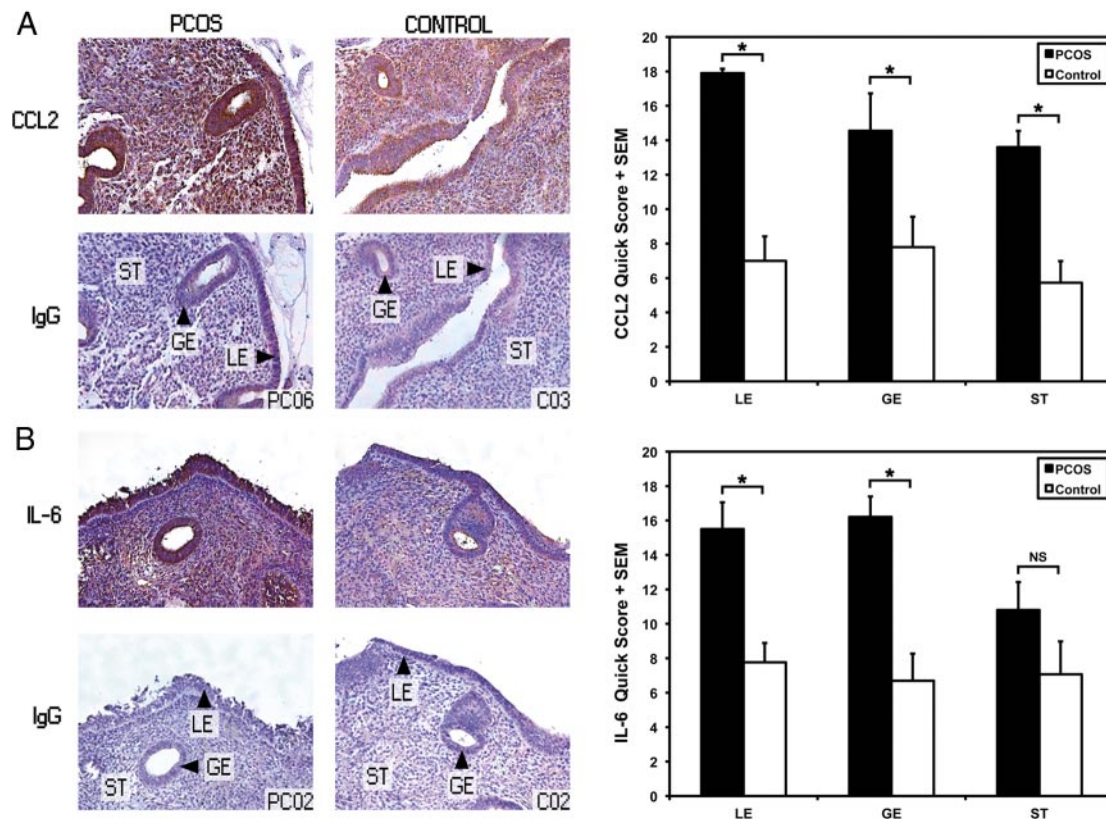 A
PCOS
CONTROL
CCL2
IgG
ST
GE
LE
PC06
LE
GE
ST
C03
20
18
16
14
12
10
8
6
4
2
0
CCL2 Quick Score + SEM
PCOS
Control
*
*
*
LE
GE
ST
B
IL-6
IgG
LE
GE
ST
PC02
LE
GE
ST
C02
20
18
16
14
12
10
8
6
4
2
0
IL-6 Quick Score + SEM
PCOS
Control
*
*
NS
LE
GE
ST